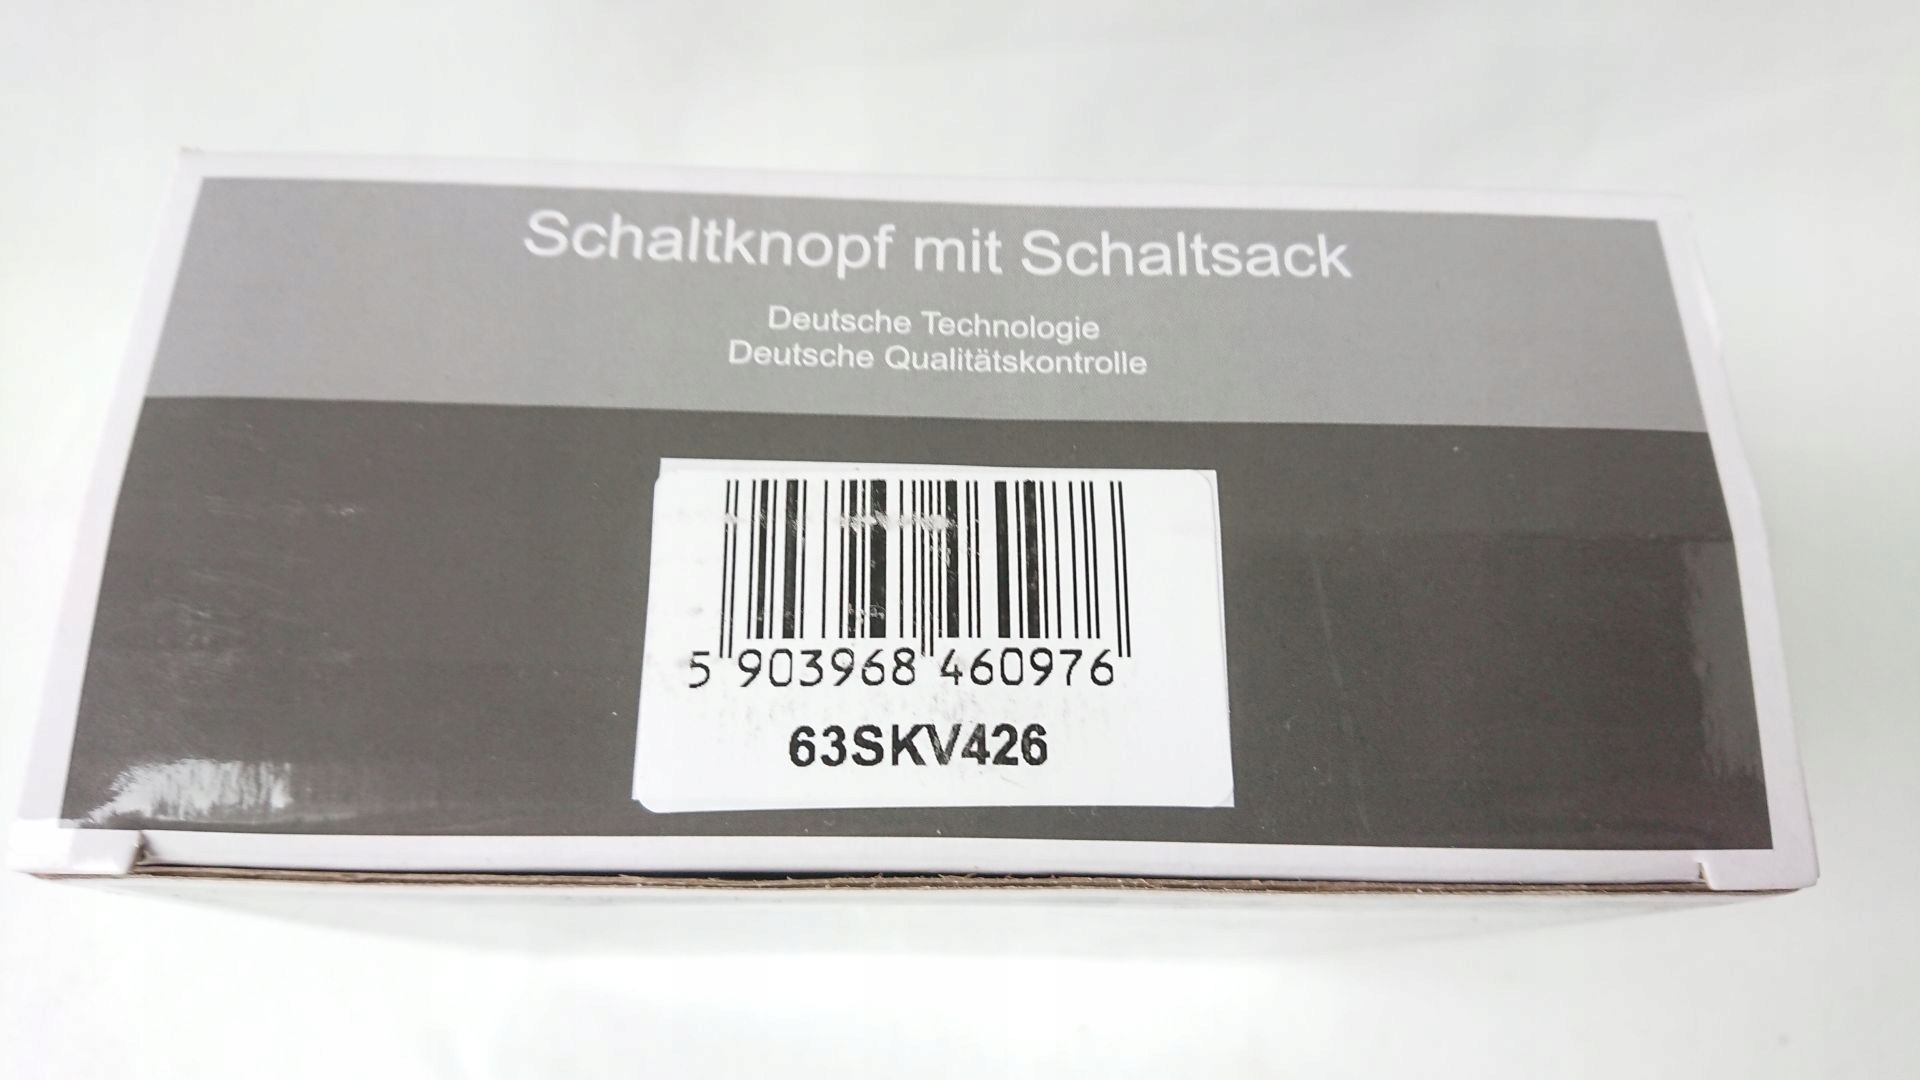 Schaltknopf mit Schaltsack
Deutsche Technologie
Deutsche Qualitätskontrolle
5 903968 460976
63SKV426